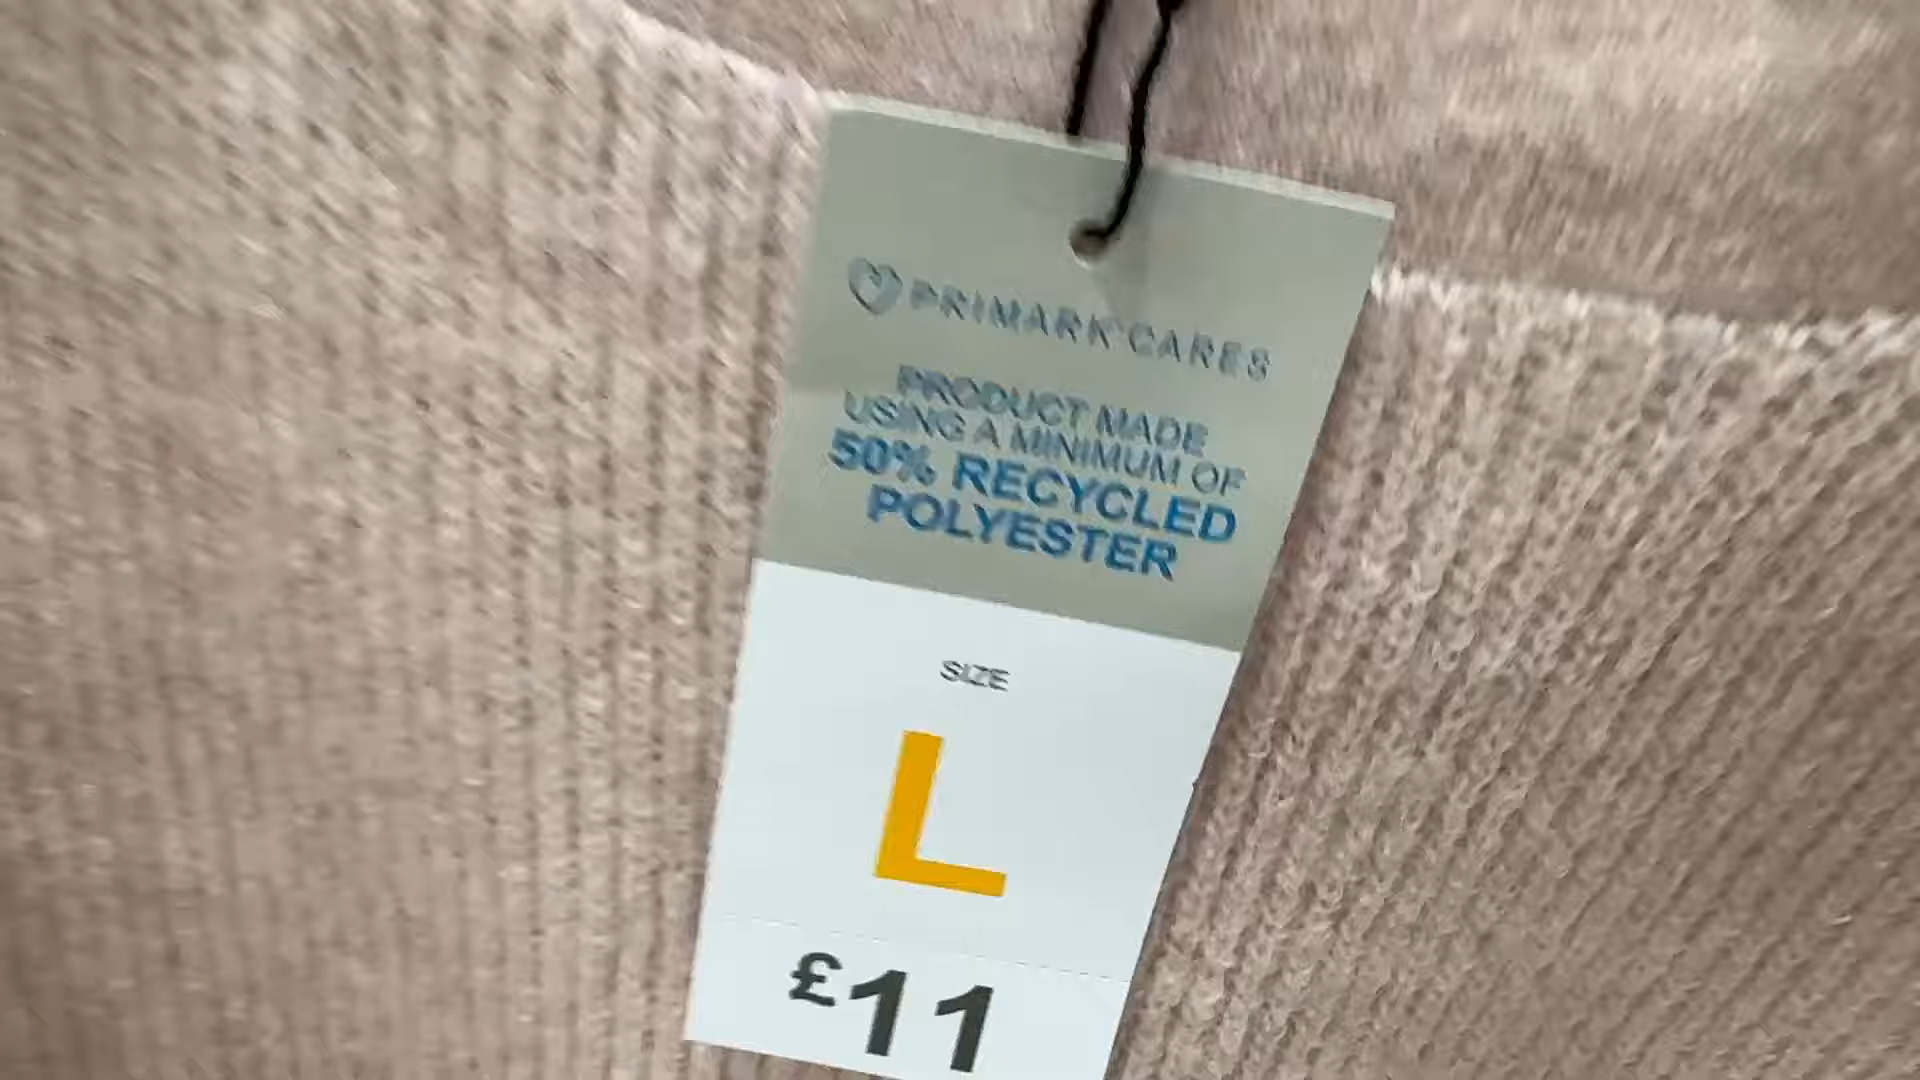 PRIMARK CARES
PRODUCT MADE
USING A MINIMUM OF
50% RECYCLED
POLYESTER
SIZE
L
£11